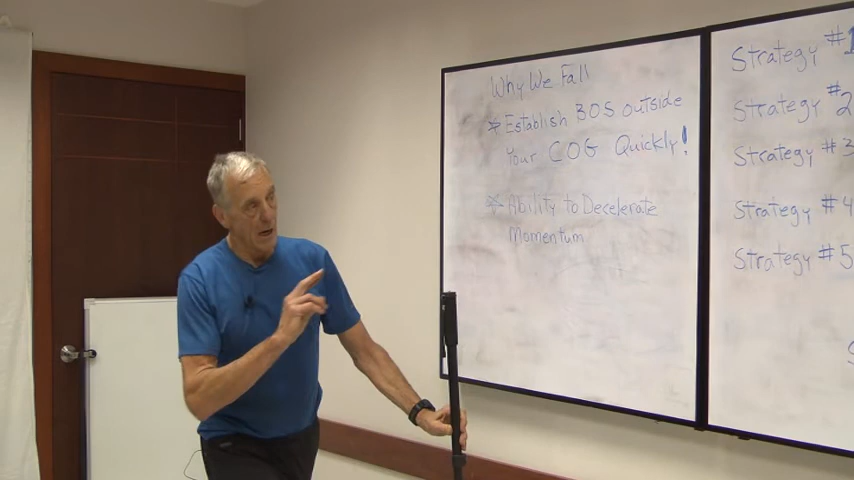 Why We Fall
* Establish BOS outside
Your COG Quickly!
* Ability to Decelerate
Momentum
Strategy #1
Strategy #2
Strategy #3
Strategy #4
Strategy #5